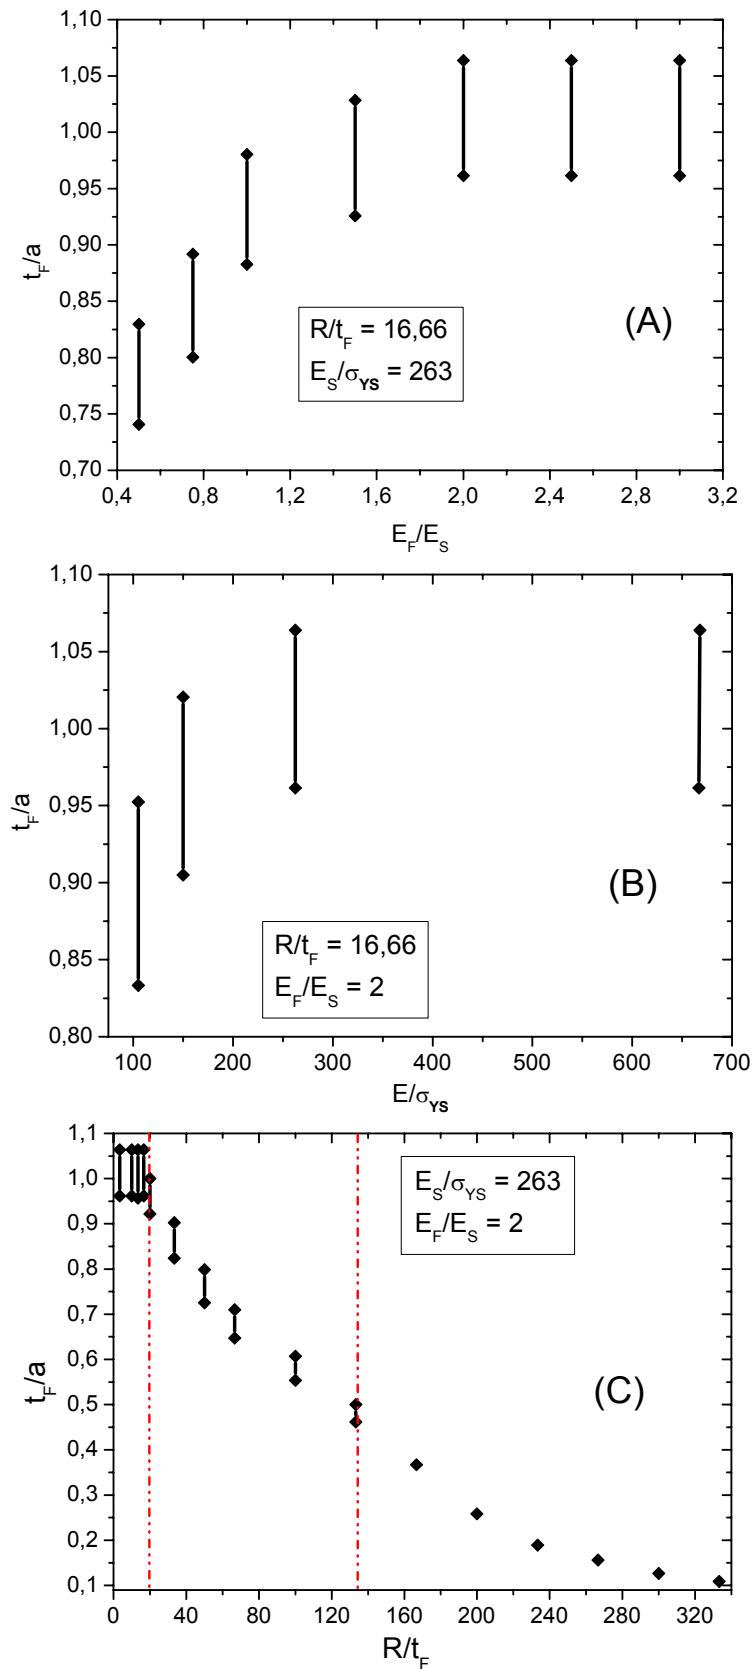 1,10
1,05
1,00
0,95
0,90
0,85
0,80
0,75
0,70
t_F/a
R/t_F = 16,66
E_S/σ_YS = 263
(A)
0,4 0,8 1,2 1,6 2,0 2,4 2,8 3,2
E_F/E_S
1,10
1,05
1,00
0,95
0,90
0,85
0,80
t_F/a
(B)
R/t_F = 16,66
E_F/E_S = 2
100 200 300 400 500 600 700
E/σ_YS
1,1
1,0
0,9
0,8
0,7
0,6
0,5
0,4
0,3
0,2
0,1
t_F/a
E_S/σ_YS = 263
E_F/E_S = 2
(C)
0 40 80 120 160 200 240 280 320
R/t_F